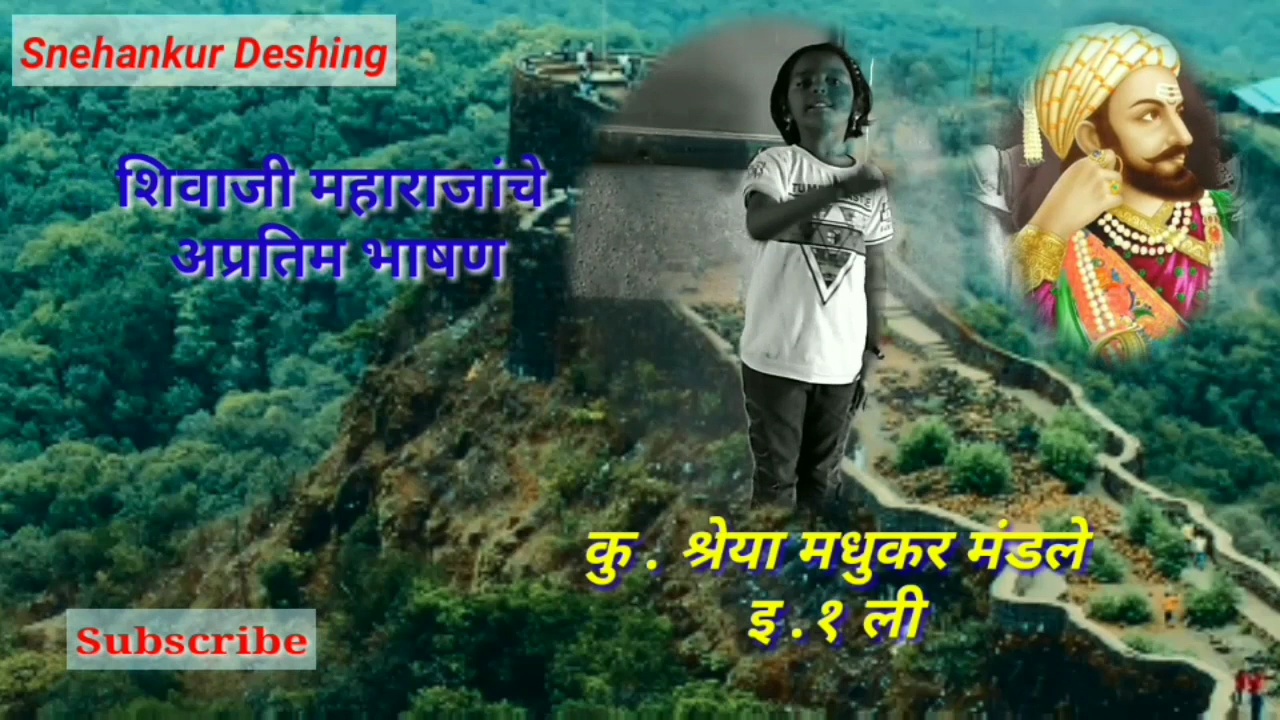 Snehankur Deshing
शिवाजी महाराजांचे
अप्रतिम भाषण
कु. श्रेया मधुकर मंडले
इ.१ ली
Subscribe